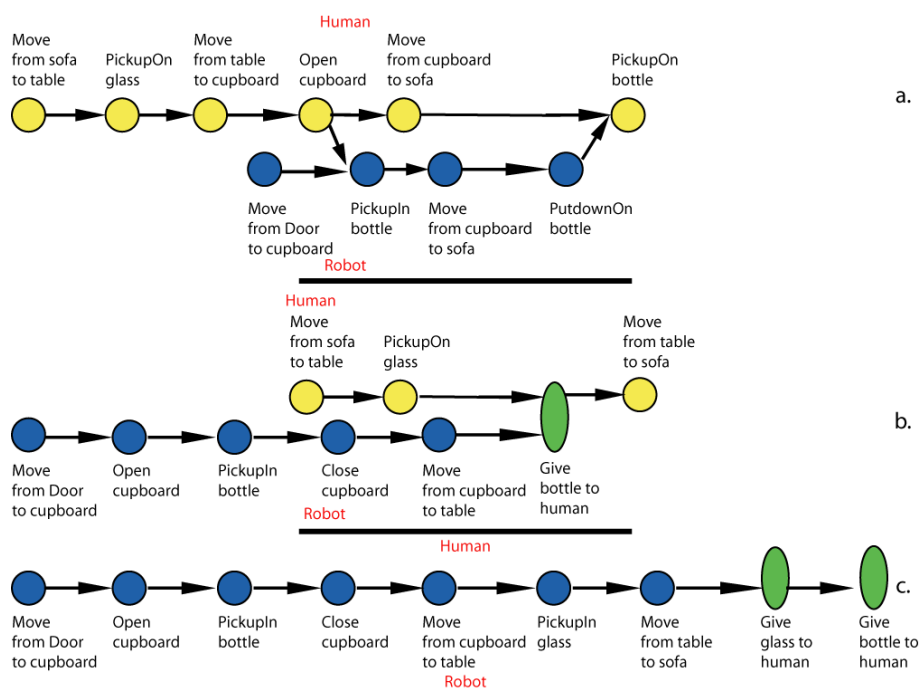 Human
Move
from sofa
to table
PickupOn
glass
Move
from table
to cupboard
Open
cupboard
Move
from cupboard
to sofa
PickupOn
bottle
a.
Move
from Door
to cupboard
PickupIn
bottle
Move
from cupboard
to sofa
PutdownOn
bottle
Robot
Human
Move
from sofa
to table
PickupOn
glass
Move
from table
to sofa
b.
Move
from Door
to cupboard
Open
cupboard
PickupIn
bottle
Close
cupboard
Move
from cupboard
to table
Give
bottle to
human
Robot
Human
c.
Move
from Door
to cupboard
Open
cupboard
PickupIn
bottle
Close
cupboard
Move
from cupboard
to table
PickupIn
glass
Move
from table
to sofa
Give
glass to
human
Give
bottle to
human
Robot